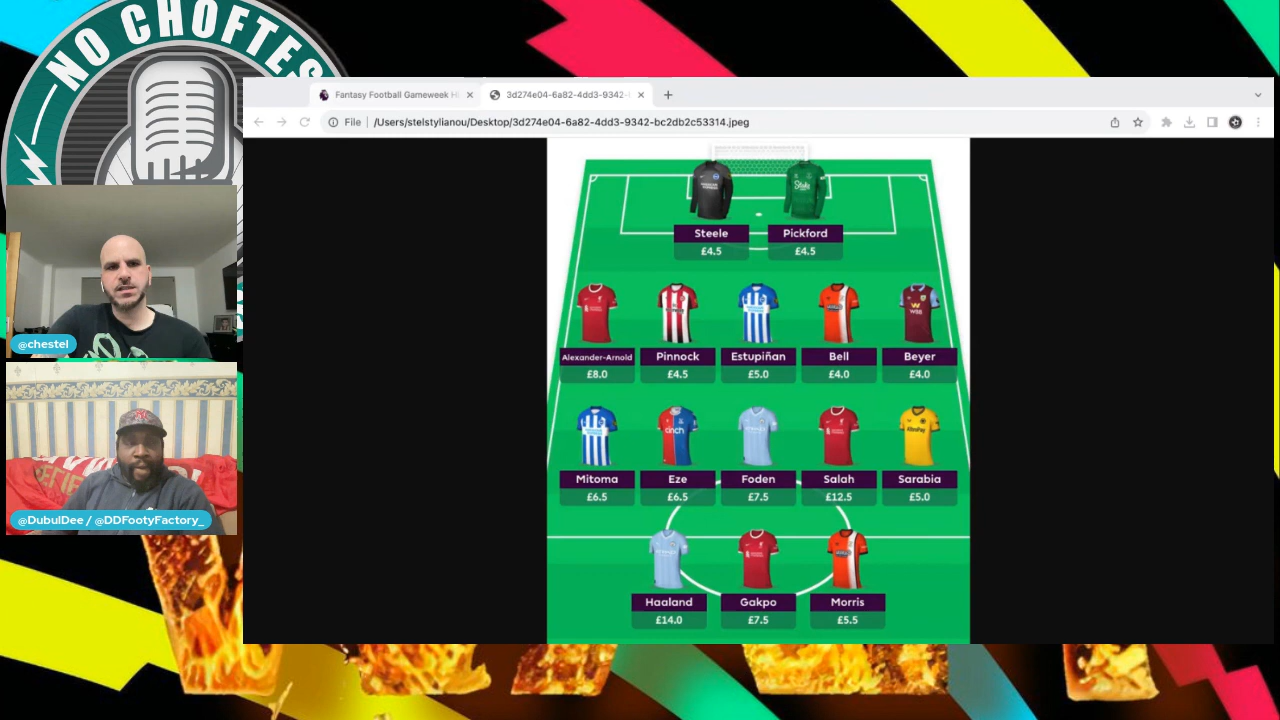 NO CHOFTES
Fantasy Football Gameweek Hi
3d274e04-6a82-4dd3-9342-
File
/Users/stelstylianou/Desktop/3d274e04-6a82-4dd3-9342-bc2db2c53314.jpeg
Steele Pickford
£4.5 £4.5
Alexander-Arnold Pinnock Estupiñan Bell Beyer
£8.0 £4.5 £5.0 £4.0 £4.0
cinch
Mitoma Eze Foden Salah Sarabia
£6.5 £6.5 £7.5 £12.5 £5.0
Haaland Gakpo Morris
£14.0 £7.5 £5.5
@chestel
@DubulDee / @DDFootyFactory_